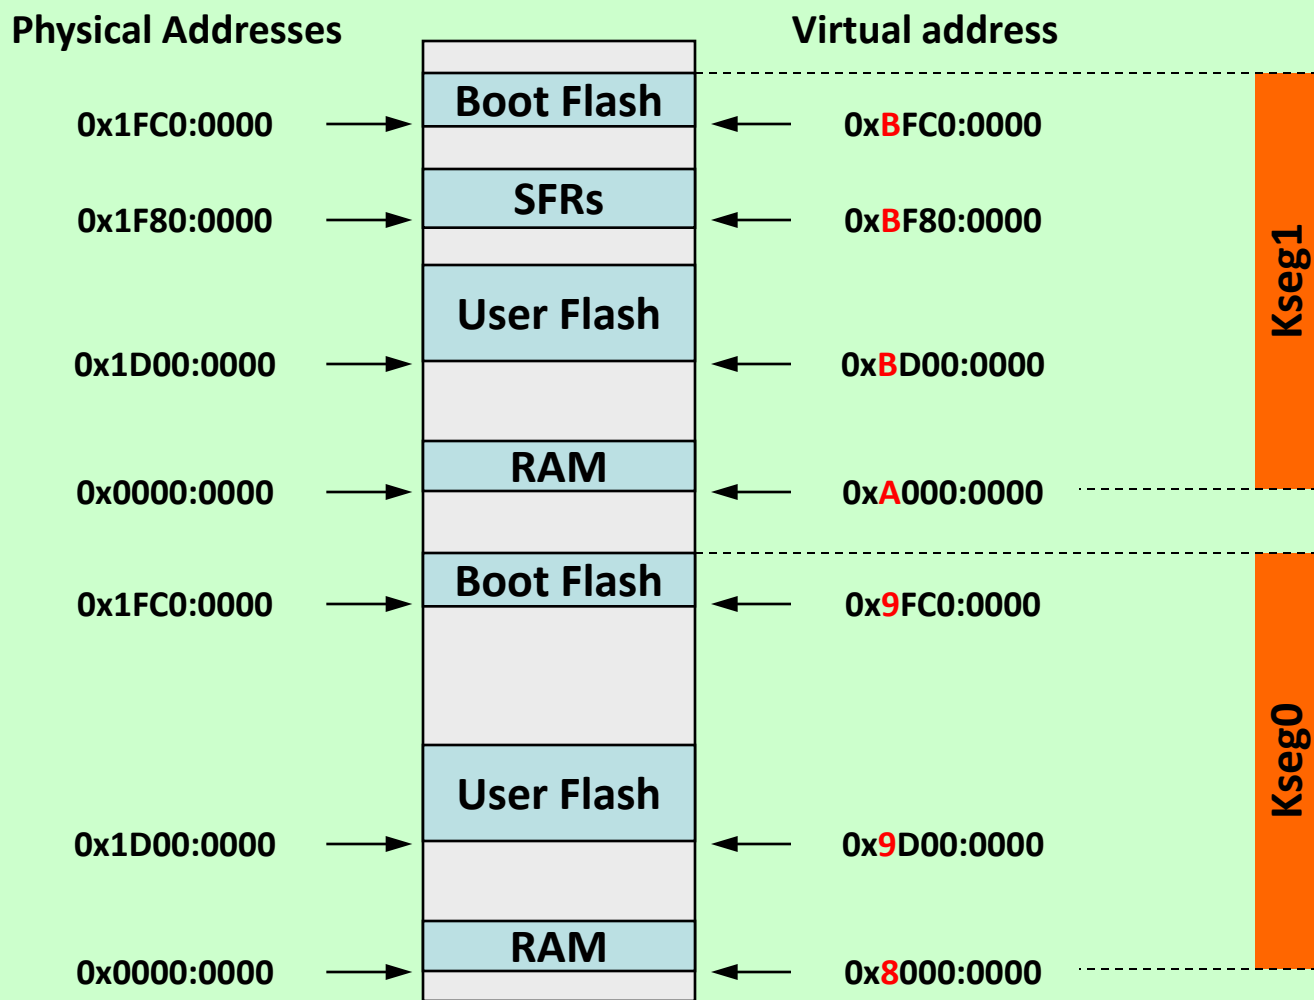 Physical Addresses
Virtual address
Boot Flash
0x1FC0:0000
0xBFC0:0000
SFRs
0x1F80:0000
0xBF80:0000
Kseg1
User Flash
0x1D00:0000
0xBD00:0000
RAM
0x0000:0000
0xA000:0000
Boot Flash
0x1FC0:0000
0x9FC0:0000
Kseg0
User Flash
0x1D00:0000
0x9D00:0000
RAM
0x0000:0000
0x8000:0000